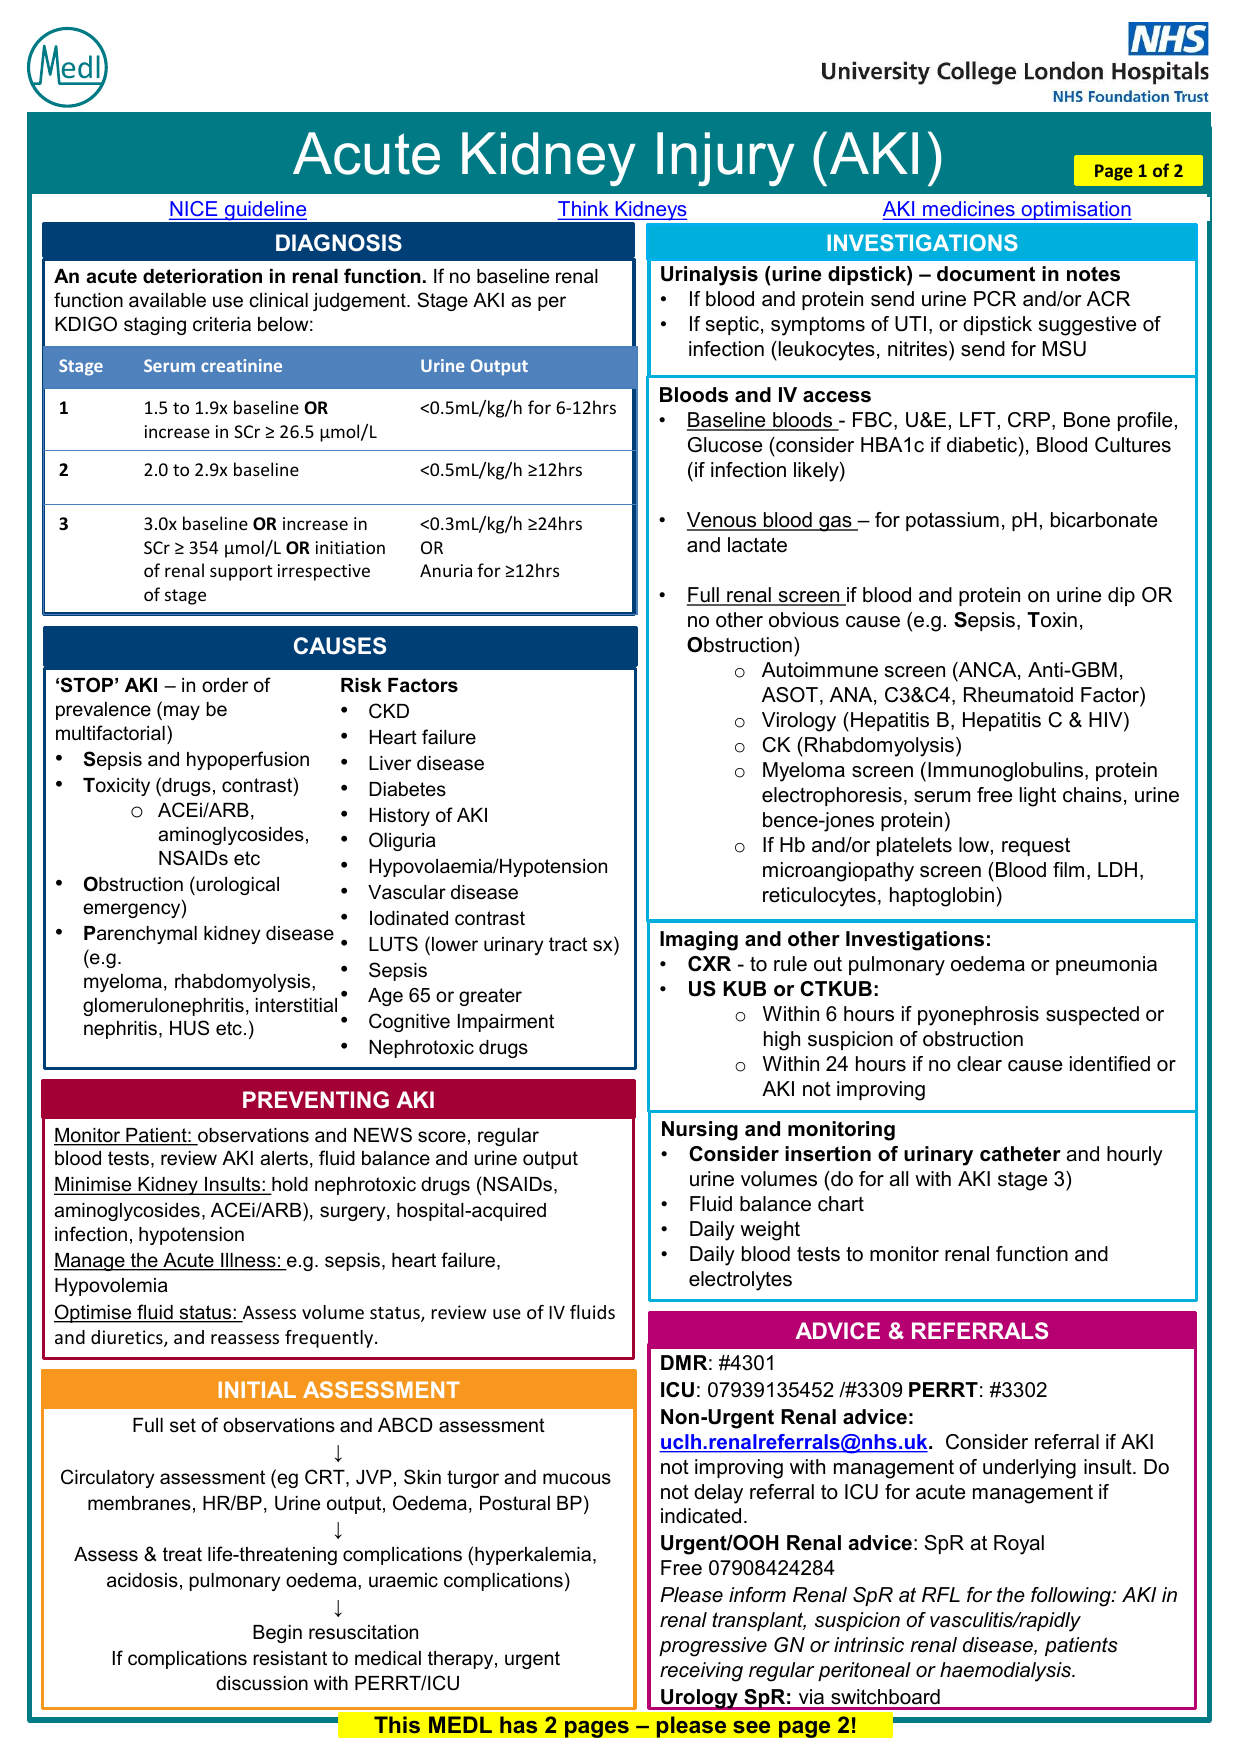 Medl
NHS
University College London Hospitals
NHS Foundation Trust
Acute Kidney Injury (AKI)
Page 1 of 2
NICE guideline
Think Kidneys
AKI medicines optimisation
DIAGNOSIS
An acute deterioration in renal function. If no baseline renal
function available use clinical judgement. Stage AKI as per
KDIGO staging criteria below:
Stage Serum creatinine Urine Output
1 1.5 to 1.9x baseline OR <0.5mL/kg/h for 6-12hrs
increase in SCr ≥ 26.5 µmol/L
2 2.0 to 2.9x baseline <0.5mL/kg/h ≥12hrs
3 3.0x baseline OR increase in <0.3mL/kg/h ≥24hrs
SCr ≥ 354 µmol/L OR initiation OR
of renal support irrespective Anuria for ≥12hrs
of stage
CAUSES
‘STOP’ AKI – in order of
prevalence (may be
multifactorial)
• Sepsis and hypoperfusion
• Toxicity (drugs, contrast)
o ACEi/ARB,
aminoglycosides,
NSAIDs etc
• Obstruction (urological
emergency)
• Parenchymal kidney disease
(e.g.
myeloma, rhabdomyolysis,
glomerulonephritis, interstitial
nephritis, HUS etc.)
Risk Factors
• CKD
• Heart failure
• Liver disease
• Diabetes
• History of AKI
• Oliguria
• Hypovolaemia/Hypotension
• Vascular disease
• Iodinated contrast
• LUTS (lower urinary tract sx)
• Sepsis
• Age 65 or greater
• Cognitive Impairment
• Nephrotoxic drugs
PREVENTING AKI
Monitor Patient: observations and NEWS score, regular
blood tests, review AKI alerts, fluid balance and urine output
Minimise Kidney Insults: hold nephrotoxic drugs (NSAIDs,
aminoglycosides, ACEi/ARB), surgery, hospital-acquired
infection, hypotension
Manage the Acute Illness: e.g. sepsis, heart failure,
Hypovolemia
Optimise fluid status: Assess volume status, review use of IV fluids
and diuretics, and reassess frequently.
INITIAL ASSESSMENT
Full set of observations and ABCD assessment
↓
Circulatory assessment (eg CRT, JVP, Skin turgor and mucous
membranes, HR/BP, Urine output, Oedema, Postural BP)
↓
Assess & treat life-threatening complications (hyperkalemia,
acidosis, pulmonary oedema, uraemic complications)
↓
Begin resuscitation
If complications resistant to medical therapy, urgent
discussion with PERRT/ICU
INVESTIGATIONS
Urinalysis (urine dipstick) – document in notes
• If blood and protein send urine PCR and/or ACR
• If septic, symptoms of UTI, or dipstick suggestive of
infection (leukocytes, nitrites) send for MSU
Bloods and IV access
• Baseline bloods - FBC, U&E, LFT, CRP, Bone profile,
Glucose (consider HBA1c if diabetic), Blood Cultures
(if infection likely)
• Venous blood gas – for potassium, pH, bicarbonate
and lactate
• Full renal screen if blood and protein on urine dip OR
no other obvious cause (e.g. Sepsis, Toxin,
Obstruction)
o Autoimmune screen (ANCA, Anti-GBM,
ASOT, ANA, C3&C4, Rheumatoid Factor)
o Virology (Hepatitis B, Hepatitis C & HIV)
o CK (Rhabdomyolysis)
o Myeloma screen (Immunoglobulins, protein
electrophoresis, serum free light chains, urine
bence-jones protein)
o If Hb and/or platelets low, request
microangiopathy screen (Blood film, LDH,
reticulocytes, haptoglobin)
Imaging and other Investigations:
• CXR - to rule out pulmonary oedema or pneumonia
• US KUB or CTKUB:
o Within 6 hours if pyonephrosis suspected or
high suspicion of obstruction
o Within 24 hours if no clear cause identified or
AKI not improving
Nursing and monitoring
• Consider insertion of urinary catheter and hourly
urine volumes (do for all with AKI stage 3)
• Fluid balance chart
• Daily weight
• Daily blood tests to monitor renal function and
electrolytes
ADVICE & REFERRALS
DMR: #4301
ICU: 07939135452 /#3309 PERRT: #3302
Non-Urgent Renal advice:
uclh.renalreferrals@nhs.uk. Consider referral if AKI
not improving with management of underlying insult. Do
not delay referral to ICU for acute management if
indicated.
Urgent/OOH Renal advice: SpR at Royal
Free 07908424284
Please inform Renal SpR at RFL for the following: AKI in
renal transplant, suspicion of vasculitis/rapidly
progressive GN or intrinsic renal disease, patients
receiving regular peritoneal or haemodialysis.
Urology SpR: via switchboard
This MEDL has 2 pages – please see page 2!